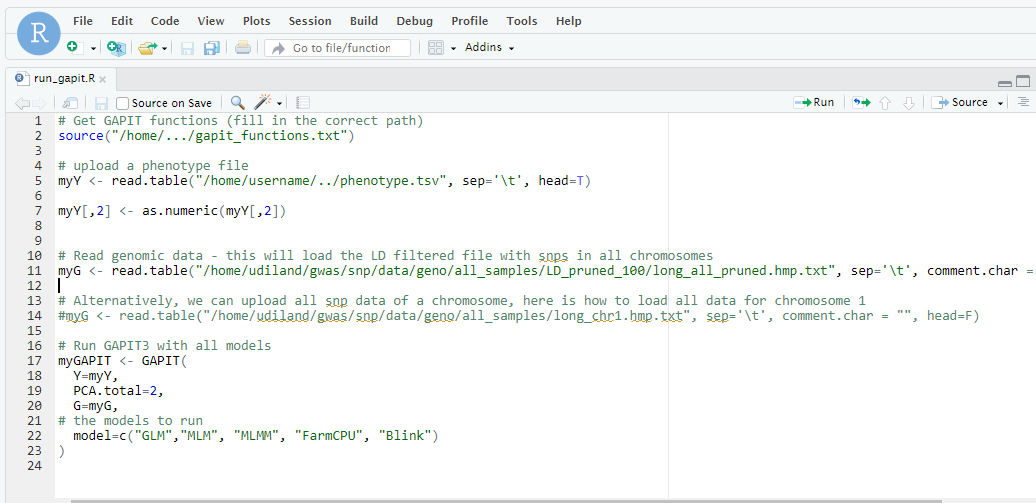 R File Edit Code View Plots Session Build Debug Profile Tools Help
Go to file/function Addins
run_gapit.R
Source on Save Run Source
1 # Get GAPIT functions (fill in the correct path)
2 source("/home/.../gapit_functions.txt")
3
4 # upload a phenotype file
5 myY <- read.table("/home/username/../phenotype.tsv", sep='\t', head=T)
6
7 myY[,2] <- as.numeric(myY[,2])
8
9
10 # Read genomic data - this will load the LD filtered file with snps in all chromosomes
11 myG <- read.table("/home/udiland/gwas/snp/data/geno/all_samples/LD_pruned_100/long_all_pruned.hmp.txt", sep='\t', comment.char =
12
13 # Alternatively, we can upload all snp data of a chromosome, here is how to load all data for chromosome 1
14 #myG <- read.table("/home/udiland/gwas/snp/data/geno/all_samples/long_chr1.hmp.txt", sep='\t', comment.char = "", head=F)
15
16 # Run GAPIT3 with all models
17 myGAPIT <- GAPIT(
18 Y=myY,
19 PCA.total=2,
20 G=myG,
21 # the models to run
22 model=c("GLM","MLM", "MLMM", "FarmCPU", "Blink")
23 )
24